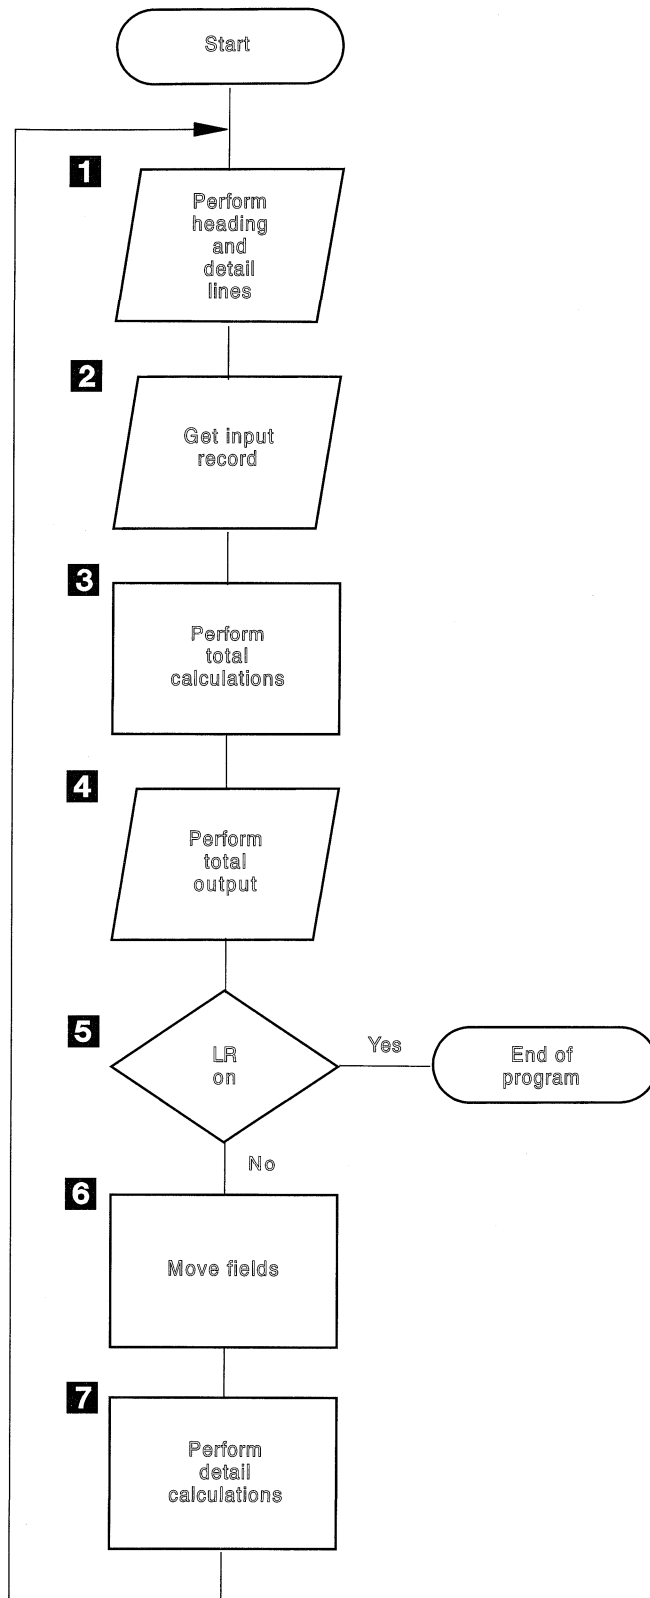 Start
1
Perform
heading
and
detail
lines
2
Get input
record
3
Perform
total
calculations
4
Perform
total
output
5
LR
on
Yes
End of
program
No
6
Move fields
7
Perform
detail
calculations